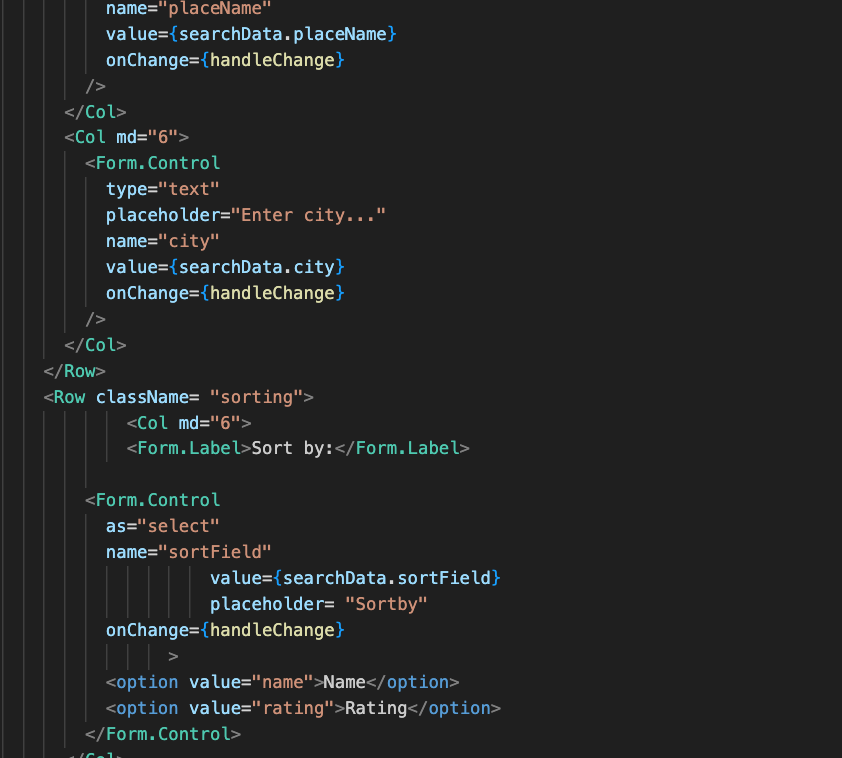 name="placeName"
value={searchData.placeName}
onChange={handleChange}
/>
</Col>
<Col md="6">
<Form.Control
type="text"
placeholder="Enter city..."
name="city"
value={searchData.city}
onChange={handleChange}
/>
</Col>
</Row>
<Row className= "sorting">
<Col md="6">
<Form.Label>Sort by:</Form.Label>
<Form.Control
as="select"
name="sortField"
value={searchData.sortField}
placeholder= "Sortby"
onChange={handleChange}
>
<option value="name">Name</option>
<option value="rating">Rating</option>
</Form.Control>
</Col>